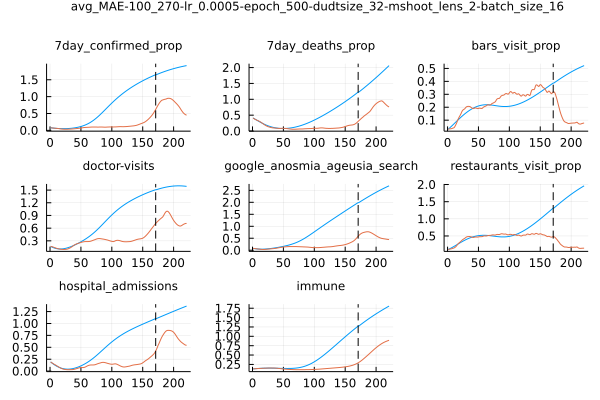 avg_MAE-100_270-lr_0.0005-epoch_500-dudtsize_32-mshoot_lens_2-batch_size_16
7day_confirmed_prop 7day_deaths_prop bars_visit_prop
1.5 1.0 0.5 0.0
0 50 100 150 200
2.0 1.5 1.0 0.5 0.0
0 50 100 150 200
0.5 0.4 0.3 0.2 0.1
0 50 100 150 200
doctor-visits google_anosmia_ageusia_search restaurants_visit_prop
1.5 1.2 0.9 0.6 0.3
0 50 100 150 200
2.5 2.0 1.5 1.0 0.5 0.0
0 50 100 150 200
2.0 1.5 1.0 0.5
0 50 100 150 200
hospital_admissions immune
1.25 1.00 0.75 0.50 0.25 0.00
0 50 100 150 200
1.75 1.50 1.25 1.00 0.75 0.50 0.25
0 50 100 150 200